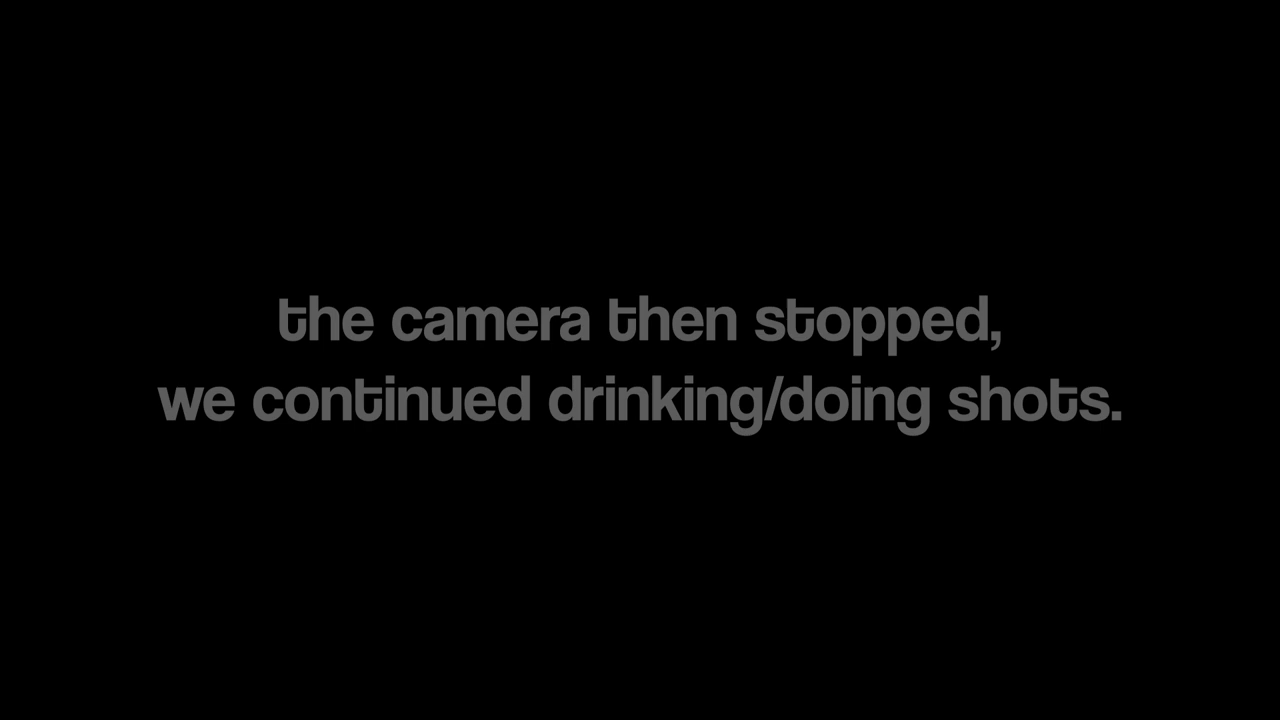 the camera then stopped,
we continued drinking/doing shots.